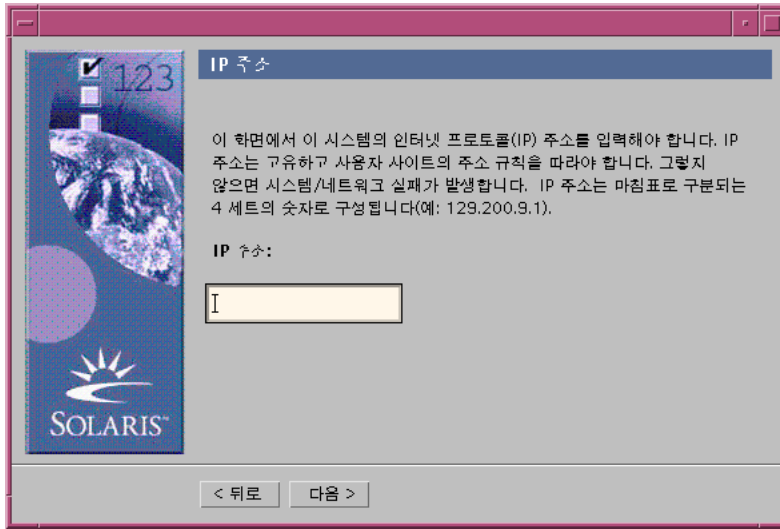 123
IP 주소
이 화면에서 이 시스템의 인터넷 프로토콜(IP) 주소를 입력해야 합니다. IP
주소는 고유하고 사용자 사이트의 주소 규칙을 따라야 합니다. 그렇지
않으면 시스템/네트워크 실패가 발생합니다. IP 주소는 마침표로 구분되는
4 세트의 숫자로 구성됩니다(예: 129.200.9.1).
IP 주소:
SOLARIS™
< 뒤로
다음 >